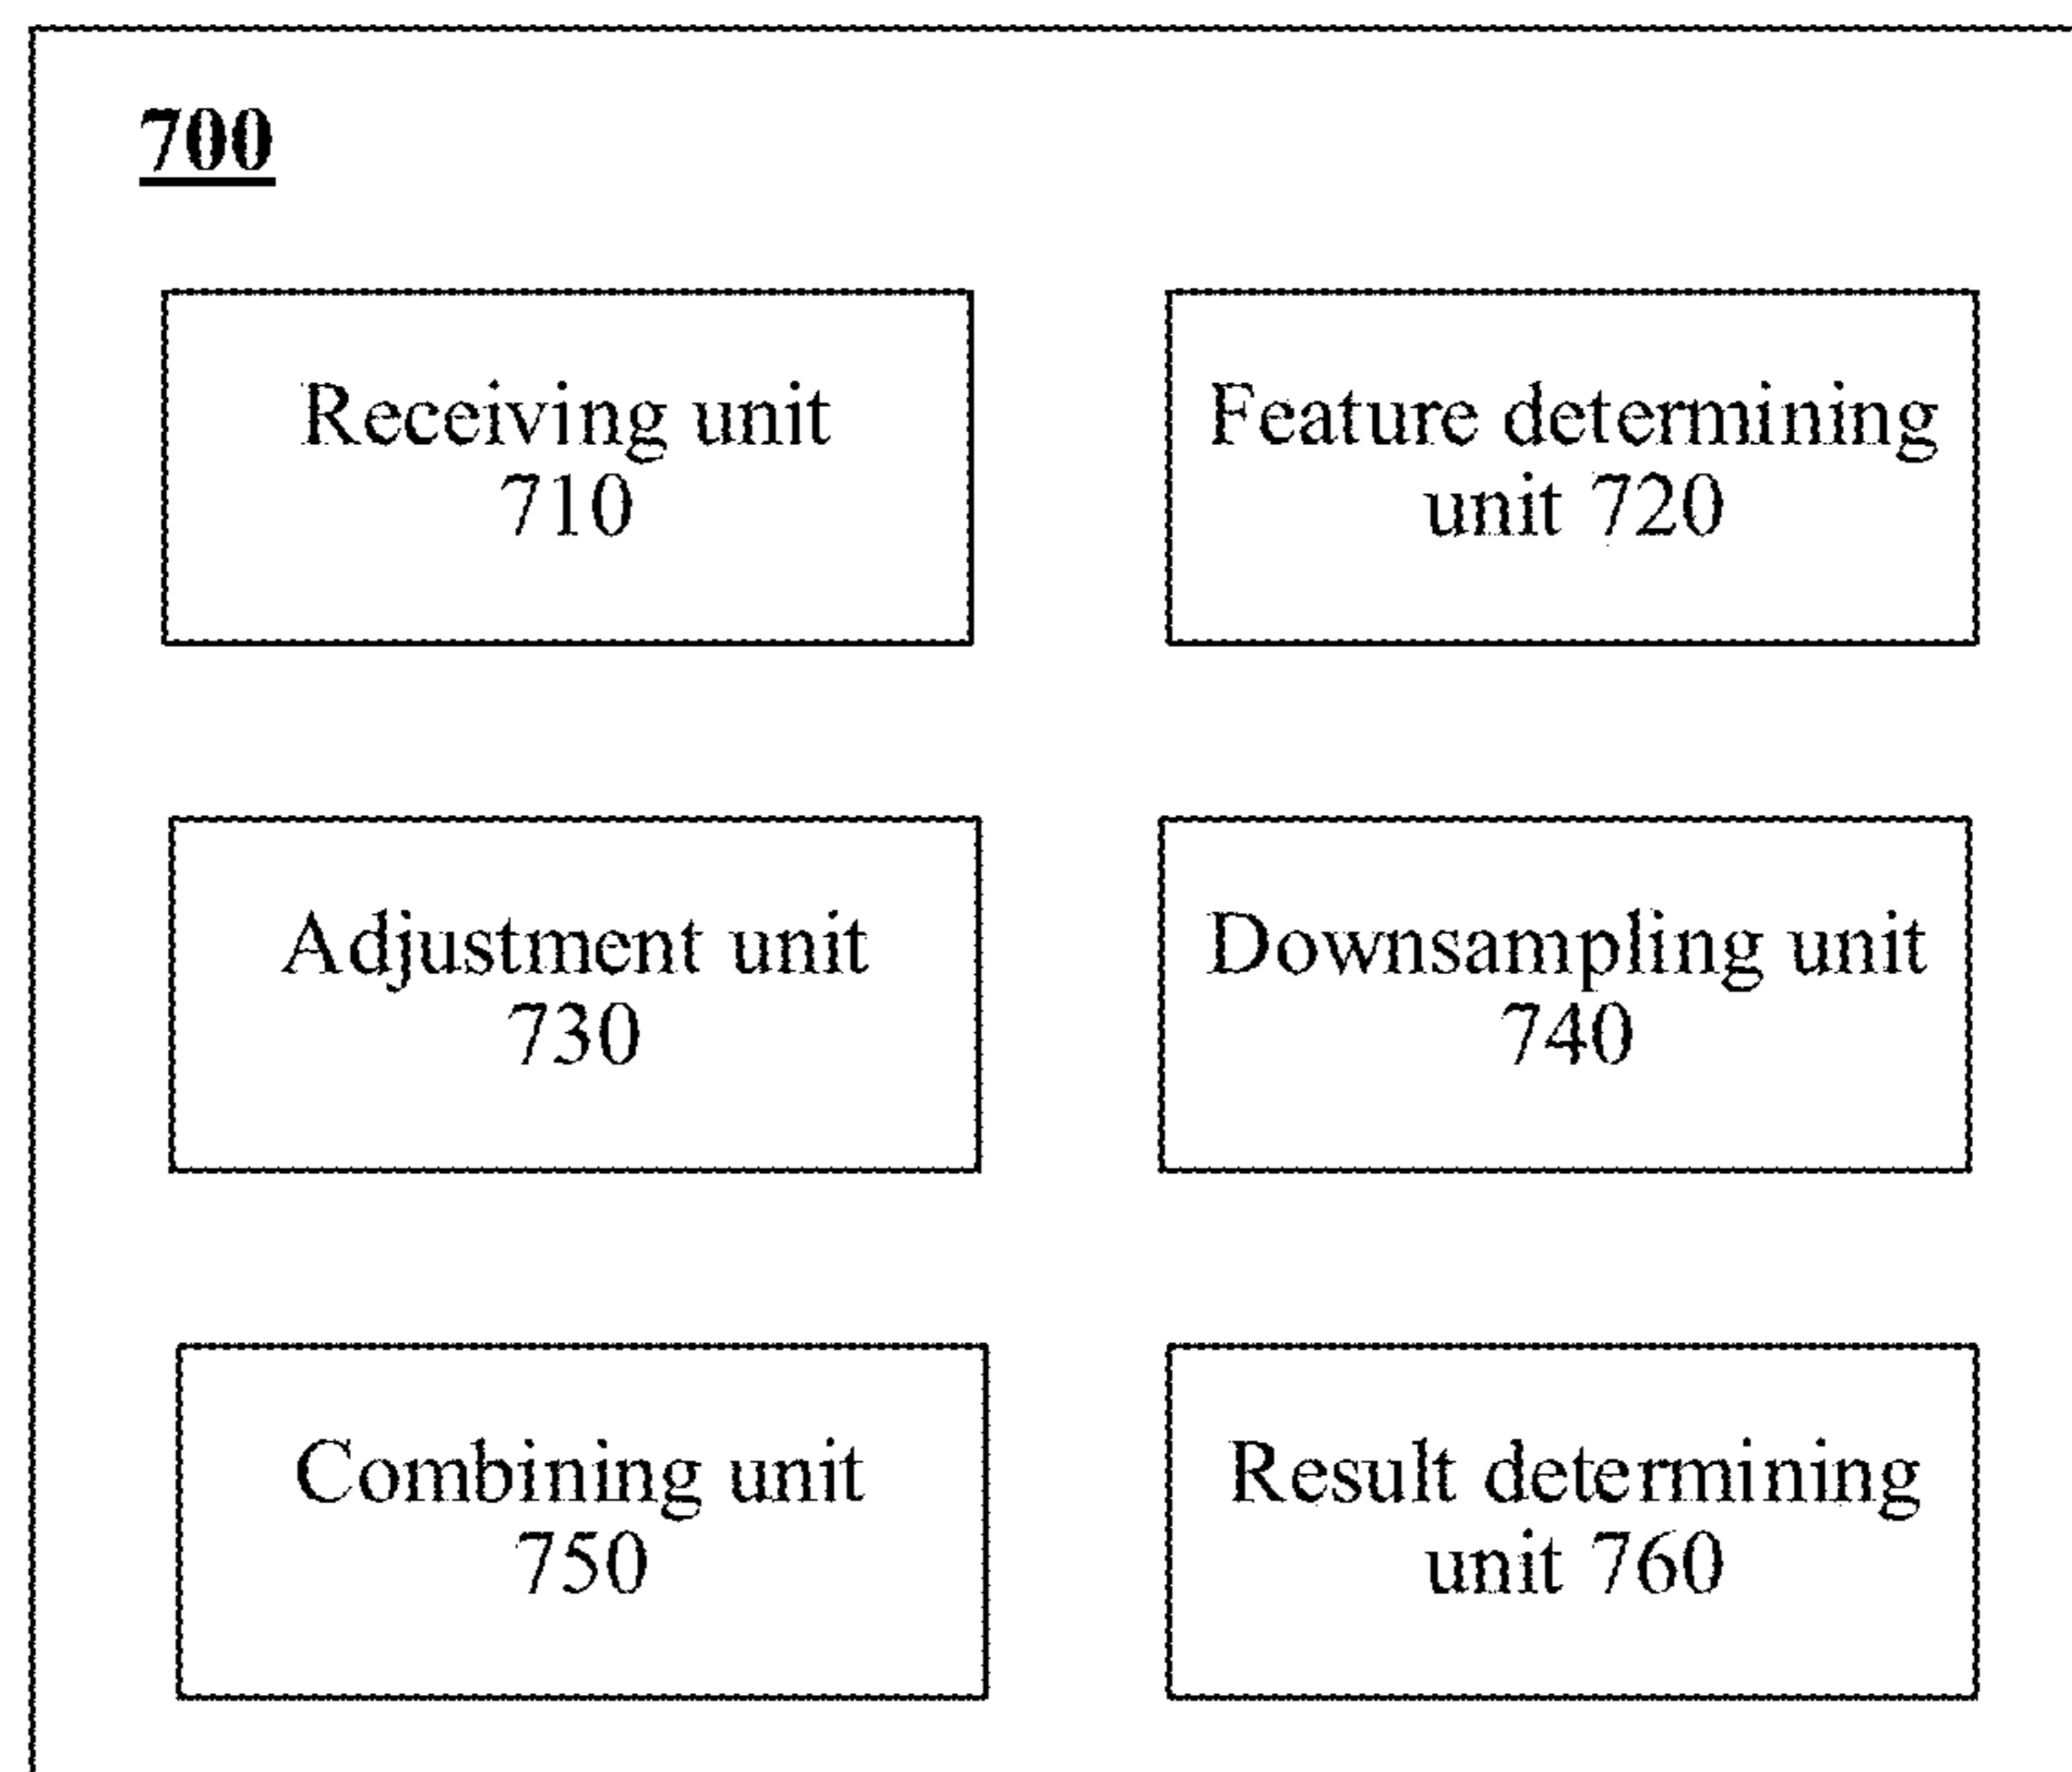 700
Receiving unit
710
Feature determining
unit 720
Adjustment unit
730
Downsampling unit
740
Combining unit
750
Result determining
unit 760